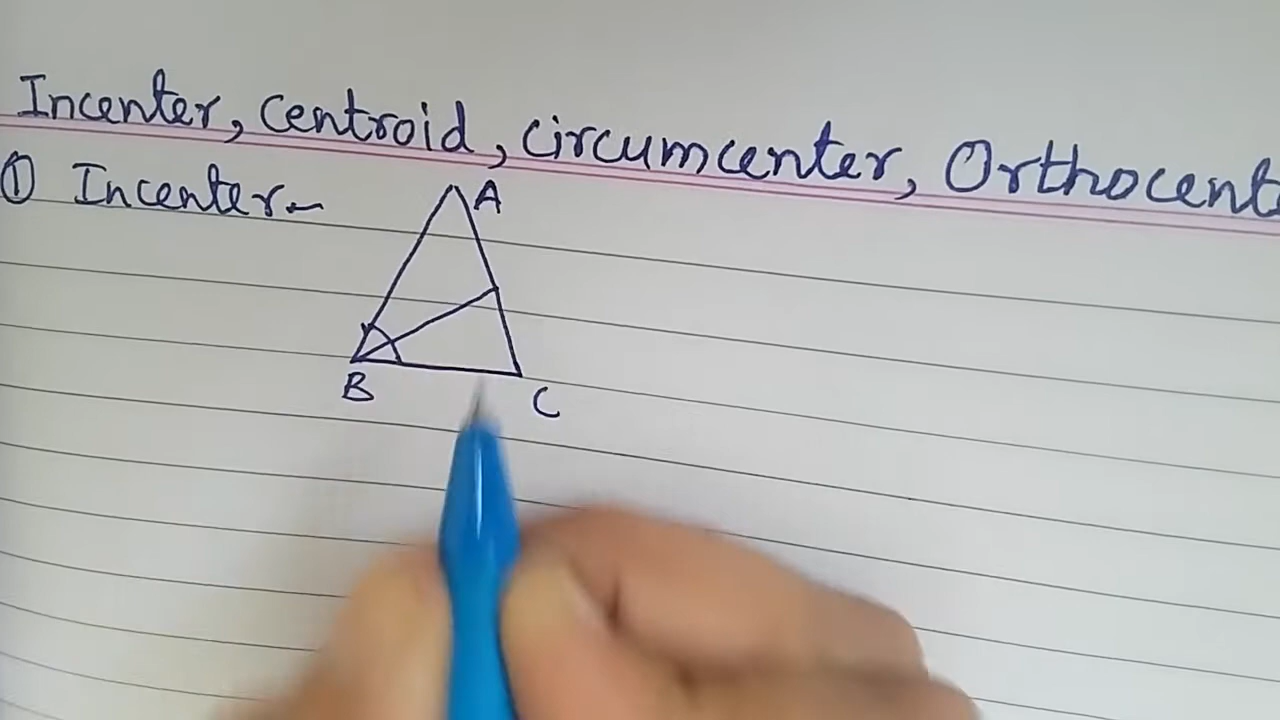 Incenter, Centroid, Circumcenter, Orthocent
① Incenter-
A
B
C